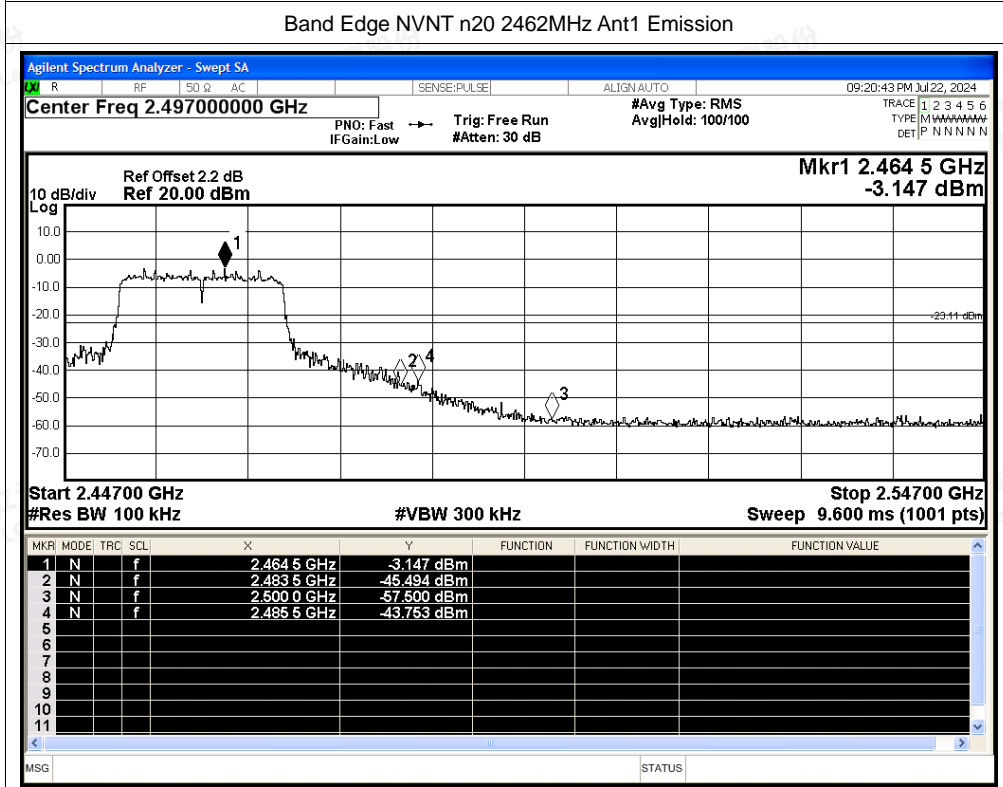 Band Edge NVNT n20 2462MHz Ant1 Emission
Agilent Spectrum Analyzer - Swept SA
LXI R RF 50 Ω AC SENSE:PULSE ALIGN AUTO 09:20:43 PM Jul 22, 2024
Center Freq 2.497000000 GHz #Avg Type: RMS TRACE 1 2 3 4 5 6
PNO: Fast Trig: Free Run Avg|Hold: 100/100 TYPE M WWWWW
IFGain:Low #Atten: 30 dB DET P N N N N N
Mkr1 2.464 5 GHz
Ref Offset 2.2 dB
10 dB/div Ref 20.00 dBm -3.147 dBm
Log
10.0
1
0.00
-10.0
-20.0
-23.11 dBm
-30.0
2 4
-40.0
-50.0
3
-60.0
-70.0
Start 2.44700 GHz Stop 2.54700 GHz
#Res BW 100 kHz #VBW 300 kHz Sweep 9.600 ms (1001 pts)
MKR MODE TRC SCL X Y FUNCTION FUNCTION WIDTH FUNCTION VALUE
1 N f 2.464 5 GHz -3.147 dBm
2 N f 2.483 5 GHz -45.494 dBm
3 N f 2.500 0 GHz -57.500 dBm
4 N f 2.485 5 GHz -43.753 dBm
5
6
7
8
9
10
11
MSG STATUS